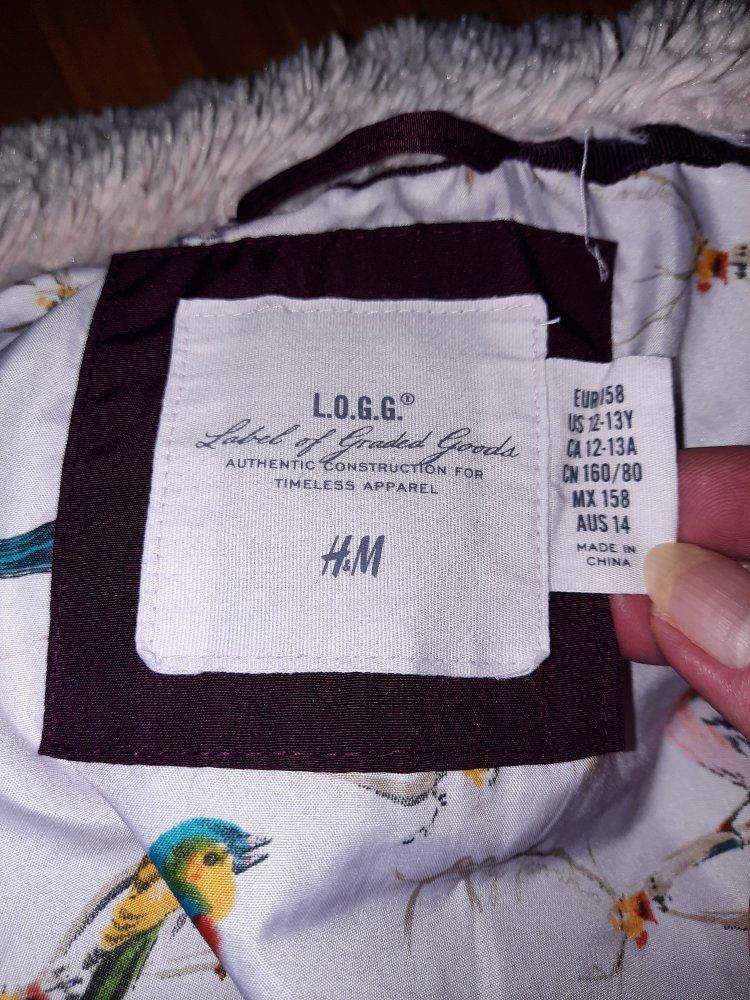 L.O.G.G.®
Label of Graded Goods
AUTHENTIC CONSTRUCTION FOR
TIMELESS APPAREL
H&M
EUR 158
US 12-13Y
CA 12-13A
CN 160/80
MX 158
AUS 14
MADE IN
CHINA